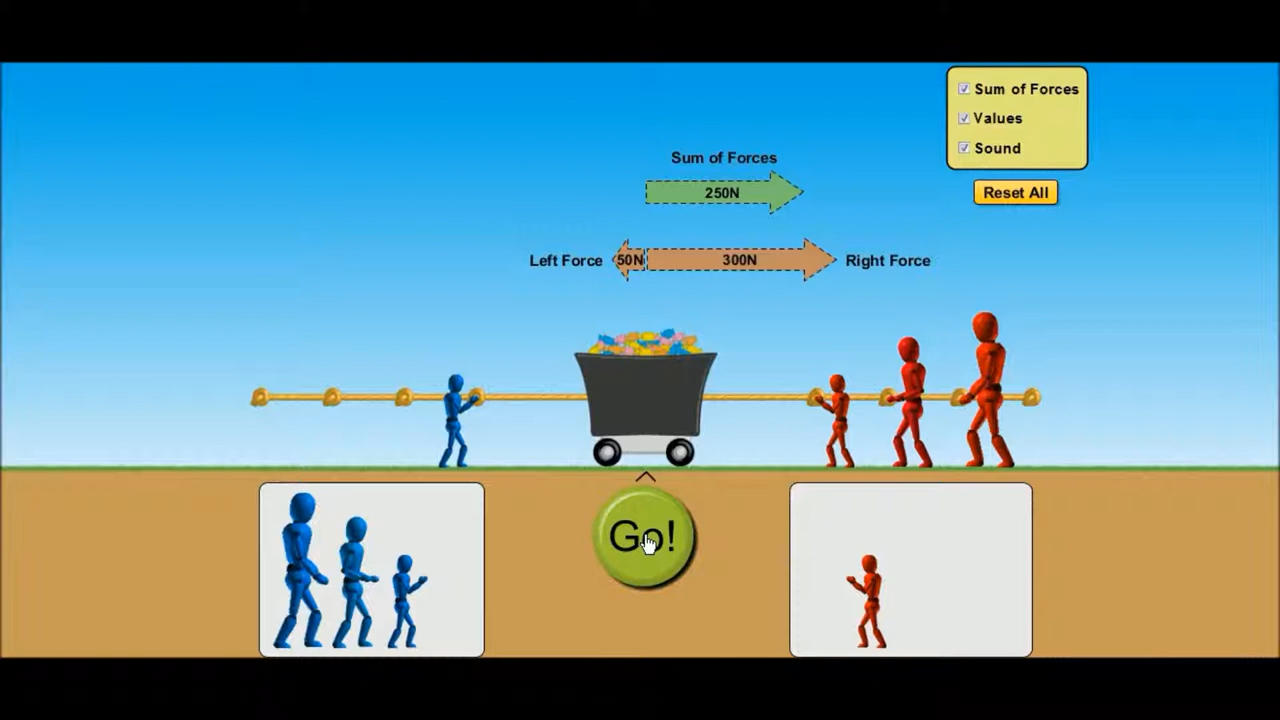 Sum of Forces
Values
Sound
Reset All
Sum of Forces
250N
Left Force
50N
300N
Right Force
Go!